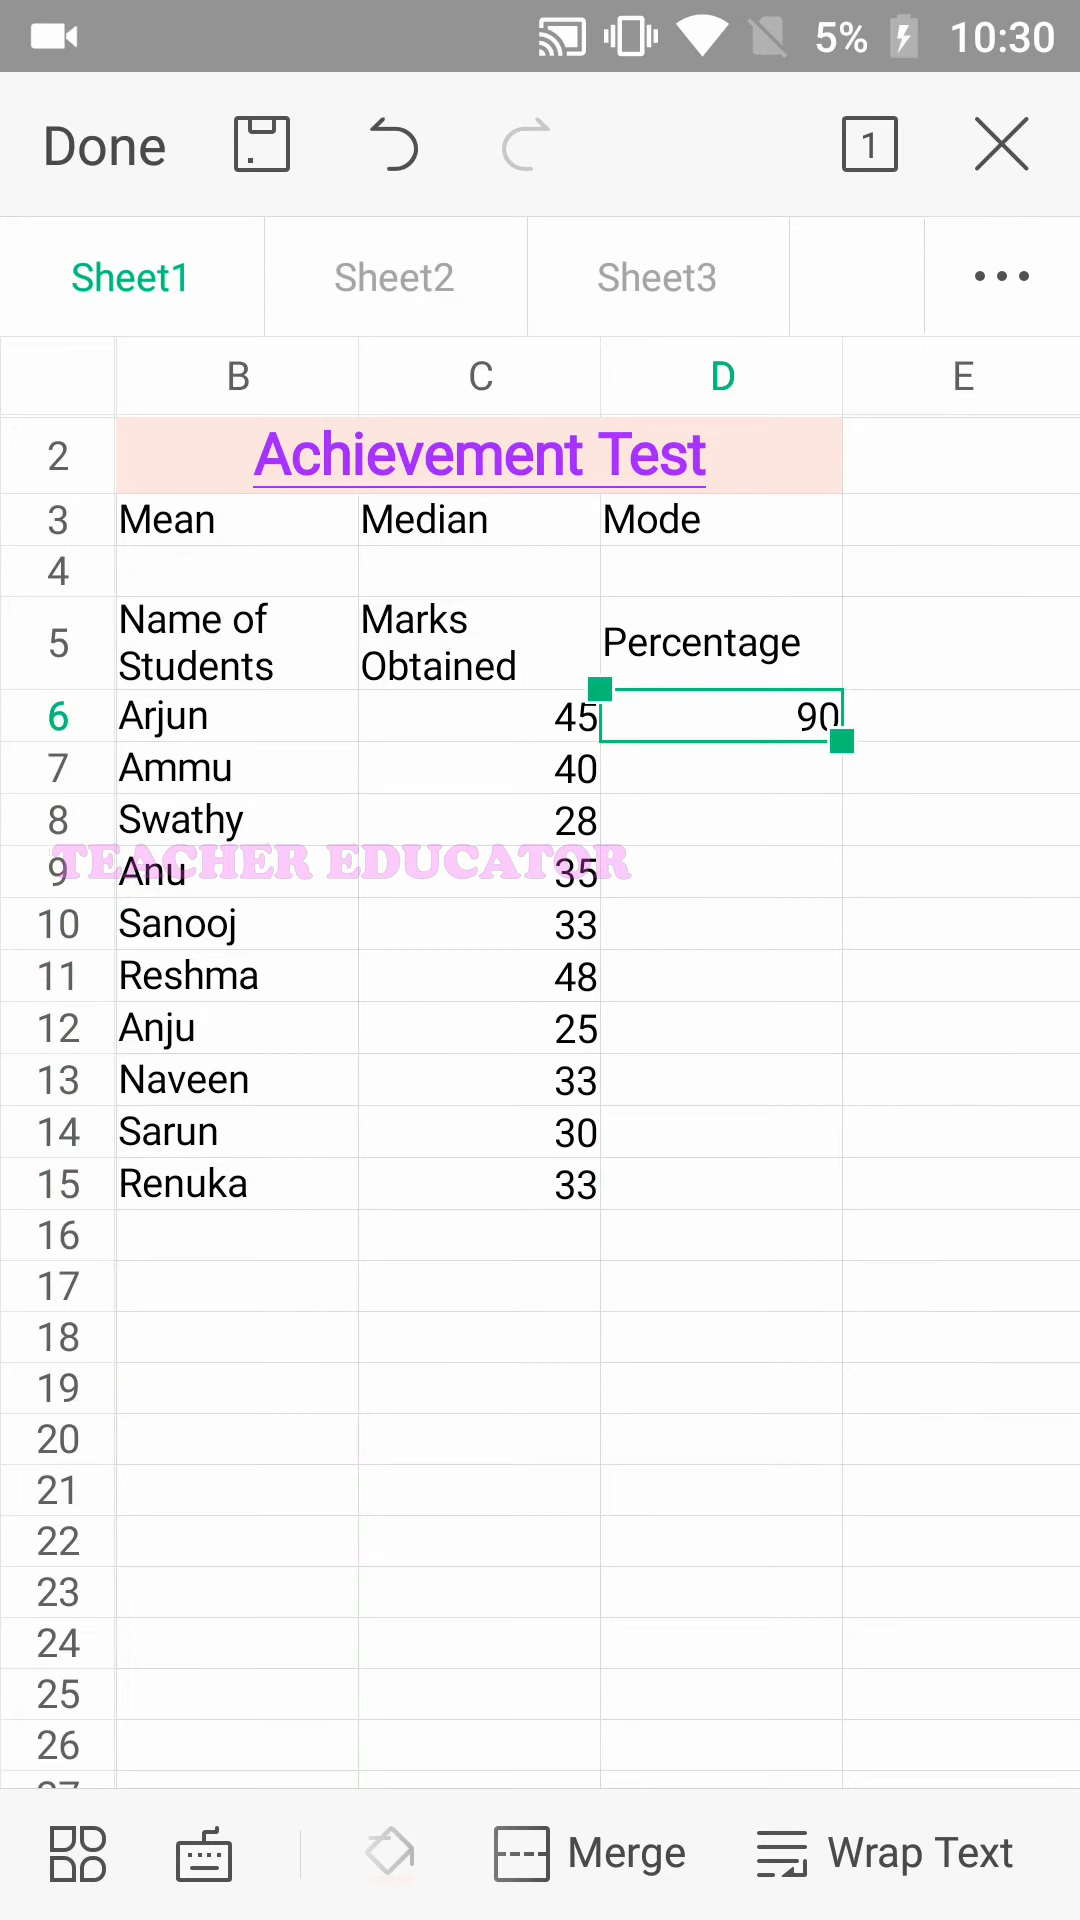 5% 10:30
Done 1
Sheet1 Sheet2 Sheet3
B C D E
2 Achievement Test
3 Mean Median Mode
4
5 Name of Students Marks Obtained Percentage
6 Arjun 45 90
7 Ammu 40
8 Swathy 28
TEACHER EDUCATOR
9 Anu 35
10 Sanooj 33
11 Reshma 48
12 Anju 25
13 Naveen 33
14 Sarun 30
15 Renuka 33
16
17
18
19
20
21
22
23
24
25
26
27
Merge Wrap Text